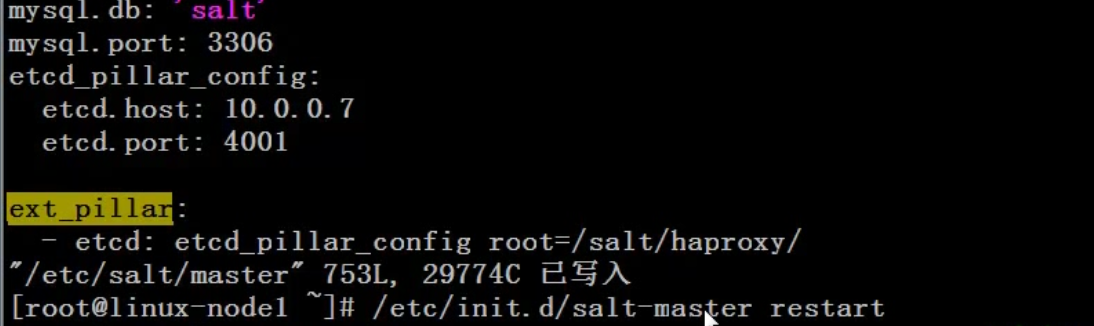 mysql.db: 'salt'
mysql.port: 3306
etcd_pillar_config:
  etcd.host: 10.0.0.7
  etcd.port: 4001

ext_pillar:
  - etcd: etcd_pillar_config root=/salt/haproxy/
"/etc/salt/master" 753L, 29774C 已写入
[root@linux-node1 ~]# /etc/init.d/salt-master restart